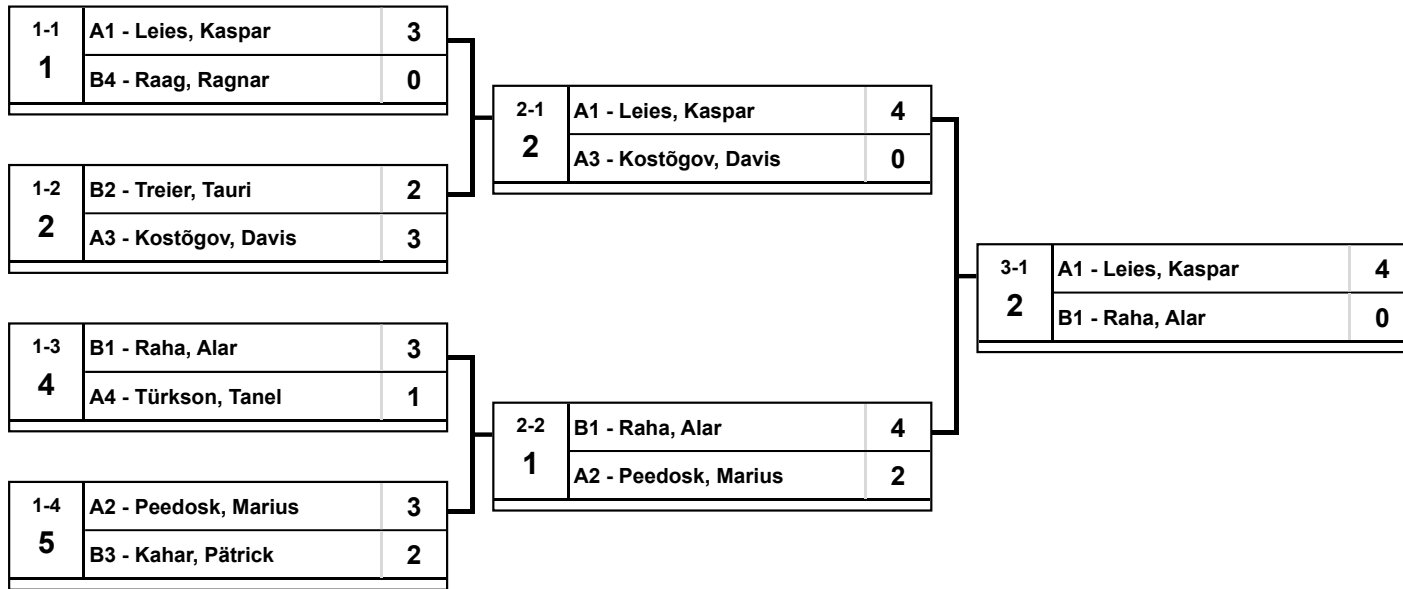 1-1 A1 - Leies, Kaspar 3
1 B4 - Raag, Ragnar 0
1-2 B2 - Treier, Tauri 2
2 A3 - Kostõgov, Davis 3
1-3 B1 - Raha, Alar 3
4 A4 - Türkson, Tanel 1
1-4 A2 - Peedosk, Marius 3
5 B3 - Kahar, Pätrick 2
2-1 A1 - Leies, Kaspar 4
2 A3 - Kostõgov, Davis 0
2-2 B1 - Raha, Alar 4
1 A2 - Peedosk, Marius 2
3-1 A1 - Leies, Kaspar 4
2 B1 - Raha, Alar 0